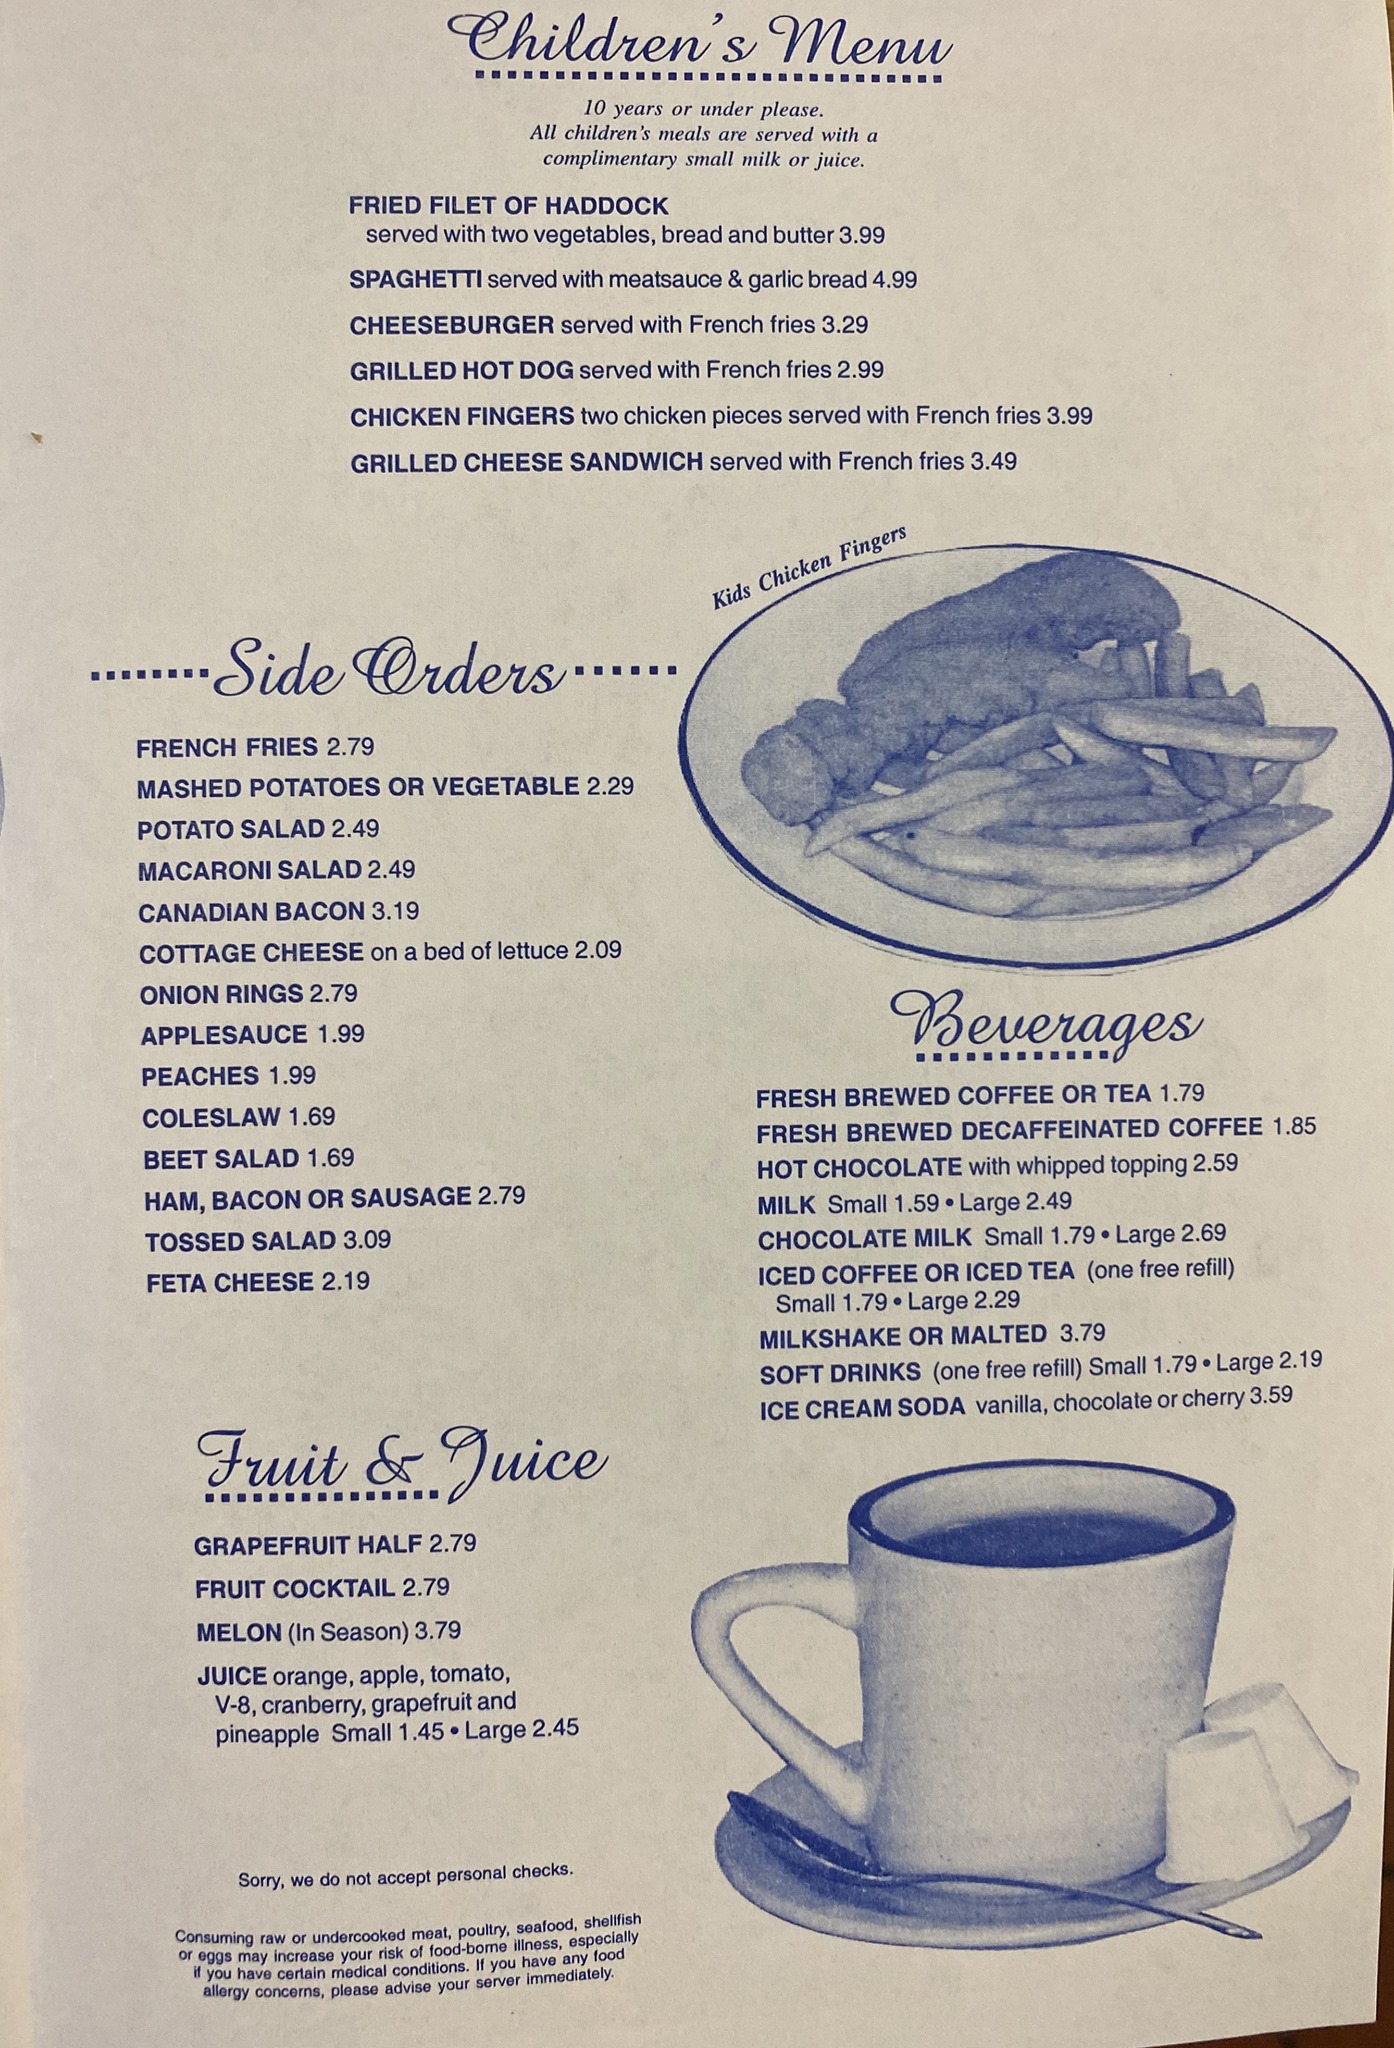 Children's Menu
10 years or under please.
All children's meals are served with a
complimentary small milk or juice.
FRIED FILET OF HADDOCK
served with two vegetables, bread and butter 3.99
SPAGHETTI served with meatsauce & garlic bread 4.99
CHEESEBURGER served with French fries 3.29
GRILLED HOT DOG served with French fries 2.99
CHICKEN FINGERS two chicken pieces served with French fries 3.99
GRILLED CHEESE SANDWICH served with French fries 3.49
Kids Chicken Fingers
Side Orders
FRENCH FRIES 2.79
MASHED POTATOES OR VEGETABLE 2.29
POTATO SALAD 2.49
MACARONI SALAD 2.49
CANADIAN BACON 3.19
COTTAGE CHEESE on a bed of lettuce 2.09
ONION RINGS 2.79
APPLESAUCE 1.99
PEACHES 1.99
COLESLAW 1.69
BEET SALAD 1.69
HAM, BACON OR SAUSAGE 2.79
TOSSED SALAD 3.09
FETA CHEESE 2.19
Beverages
FRESH BREWED COFFEE OR TEA 1.79
FRESH BREWED DECAFFEINATED COFFEE 1.85
HOT CHOCOLATE with whipped topping 2.59
MILK Small 1.59 • Large 2.49
CHOCOLATE MILK Small 1.79 • Large 2.69
ICED COFFEE OR ICED TEA (one free refill)
Small 1.79 • Large 2.29
MILKSHAKE OR MALTED 3.79
SOFT DRINKS (one free refill) Small 1.79 • Large 2.19
ICE CREAM SODA vanilla, chocolate or cherry 3.59
Fruit & Juice
GRAPEFRUIT HALF 2.79
FRUIT COCKTAIL 2.79
MELON (In Season) 3.79
JUICE orange, apple, tomato,
V-8, cranberry, grapefruit and
pineapple Small 1.45 • Large 2.45
Sorry, we do not accept personal checks.
Consuming raw or undercooked meat, poultry, seafood, shellfish
or eggs may increase your risk of food-borne illness, especially
if you have certain medical conditions. If you have any food
allergy concerns, please advise your server immediately.